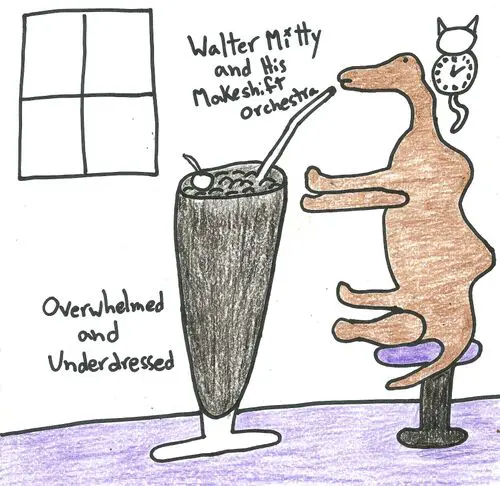 Walter Mitty
and His
Makeshift
Orchestra
Overwhelmed
and
Underdressed